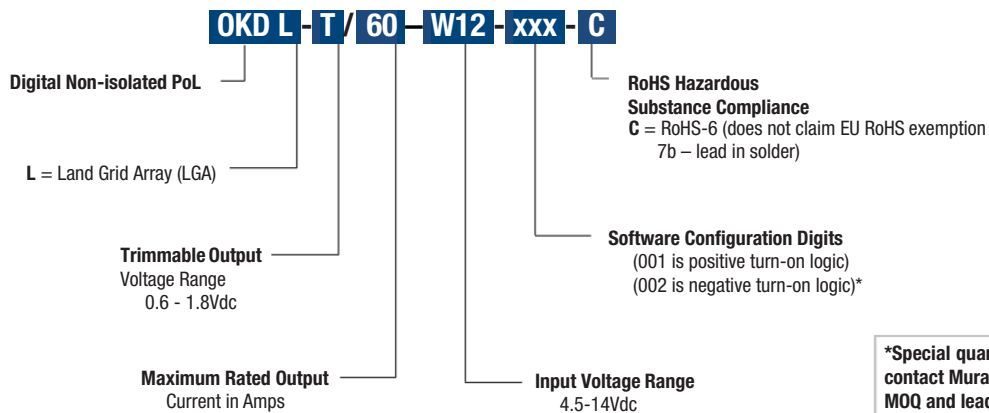 OKD L-T/60–W12-xxx-C
Digital Non-isolated PoL
L = Land Grid Array (LGA)
Trimmable Output
Voltage Range
0.6 - 1.8Vdc
Maximum Rated Output
Current in Amps
RoHS Hazardous
Substance Compliance
C = RoHS-6 (does not claim EU RoHS exemption
7b – lead in solder)
Software Configuration Digits
(001 is positive turn-on logic)
(002 is negative turn-on logic)*
Input Voltage Range
4.5-14Vdc
*Special
contact
MOQ and